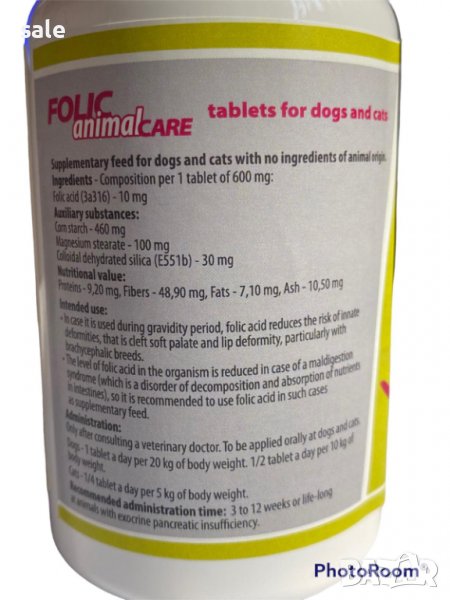 sale
FOLIC
animalCARE
tablets for dogs and cats
Supplementary feed for dogs and cats with no ingredients of animal origin.
Ingredients - Composition per 1 tablet of 600 mg:
Folic acid (3a316) - 10 mg
Auxiliary substances:
Corn starch - 460 mg
Magnesium stearate - 100 mg
Colloidal dehydrated silica (E551b) - 30 mg
Nutritional value:
Proteins - 9,20 mg, Fibers - 48,90 mg, Fats - 7,10 mg, Ash - 10,50 mg
Intended use:
- In case it is used during gravidity period, folic acid reduces the risk of innate
deformities, that is cleft soft palate and lip deformity, particularly with
brachycephalic breeds.
- The level of folic acid in the organism is reduced in case of a maldigestion
syndrome (which is a disorder of decomposition and absorption of nutrients
in intestines), so it is recommended to use folic acid in such cases
as supplementary feed.
Administration:
Only after consulting a veterinary doctor. To be applied orally at dogs and cats.
Dogs - 1 tablet a day per 20 kg of body weight. 1/2 tablet a day per 10 kg of
body weight.
Cats - 1/4 tablet a day per 5 kg of body weight.
Recommended administration time: 3 to 12 weeks or life-long
at animals with exocrine pancreatic insufficiency.
PhotoRoom